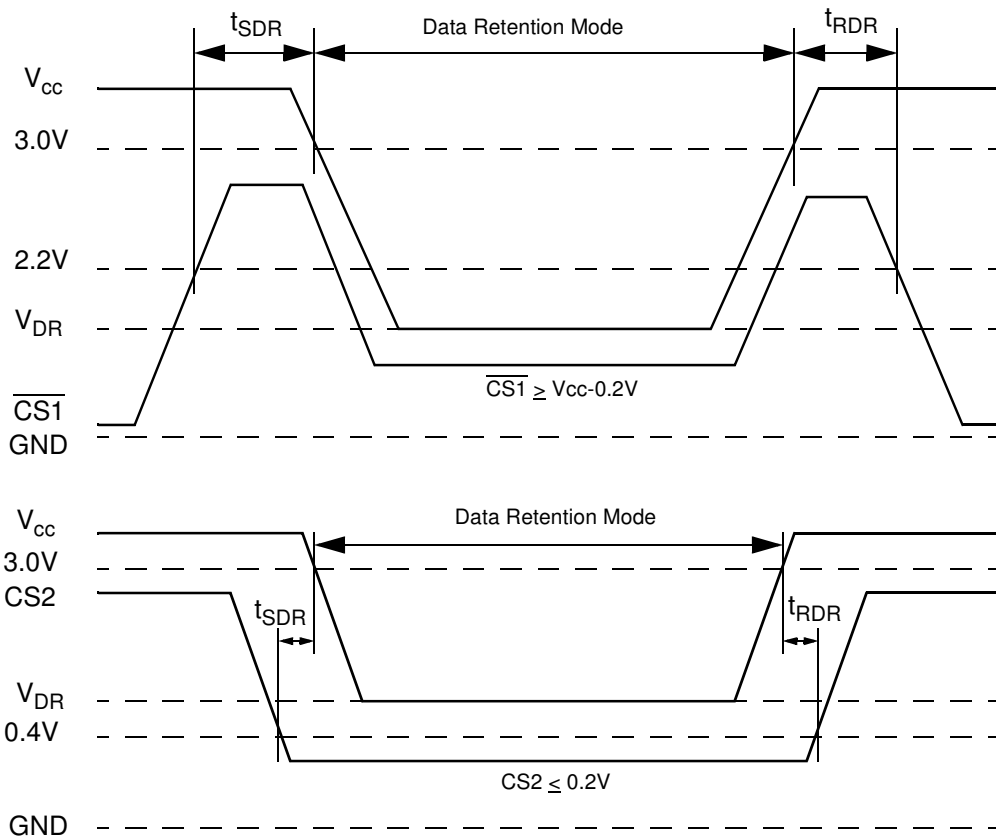 tSDR Data Retention Mode tRDR
Vcc
3.0V
2.2V
VDR
CS1 ≥ Vcc-0.2V
CS1
GND
Vcc Data Retention Mode
3.0V
CS2
tSDR tRDR
VDR
0.4V
CS2 ≤ 0.2V
GND